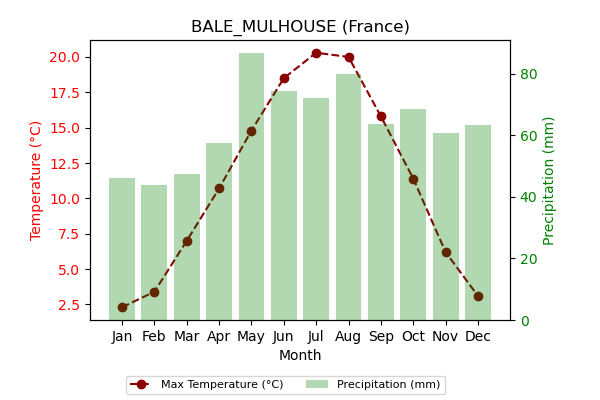 BALE_MULHOUSE (France)
Temperature (°C)
20.0
17.5
15.0
12.5
10.0
7.5
5.0
2.5
80
60
40
20
0
Precipitation (mm)
Jan Feb Mar Apr May Jun Jul Aug Sep Oct Nov Dec
Month
Max Temperature (°C) Precipitation (mm)